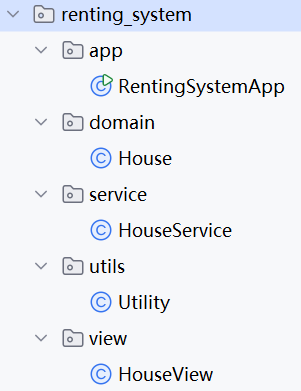 renting_system
app
RentingSystemApp
domain
C House
service
C HouseService
utils
C Utility
view
C HouseView